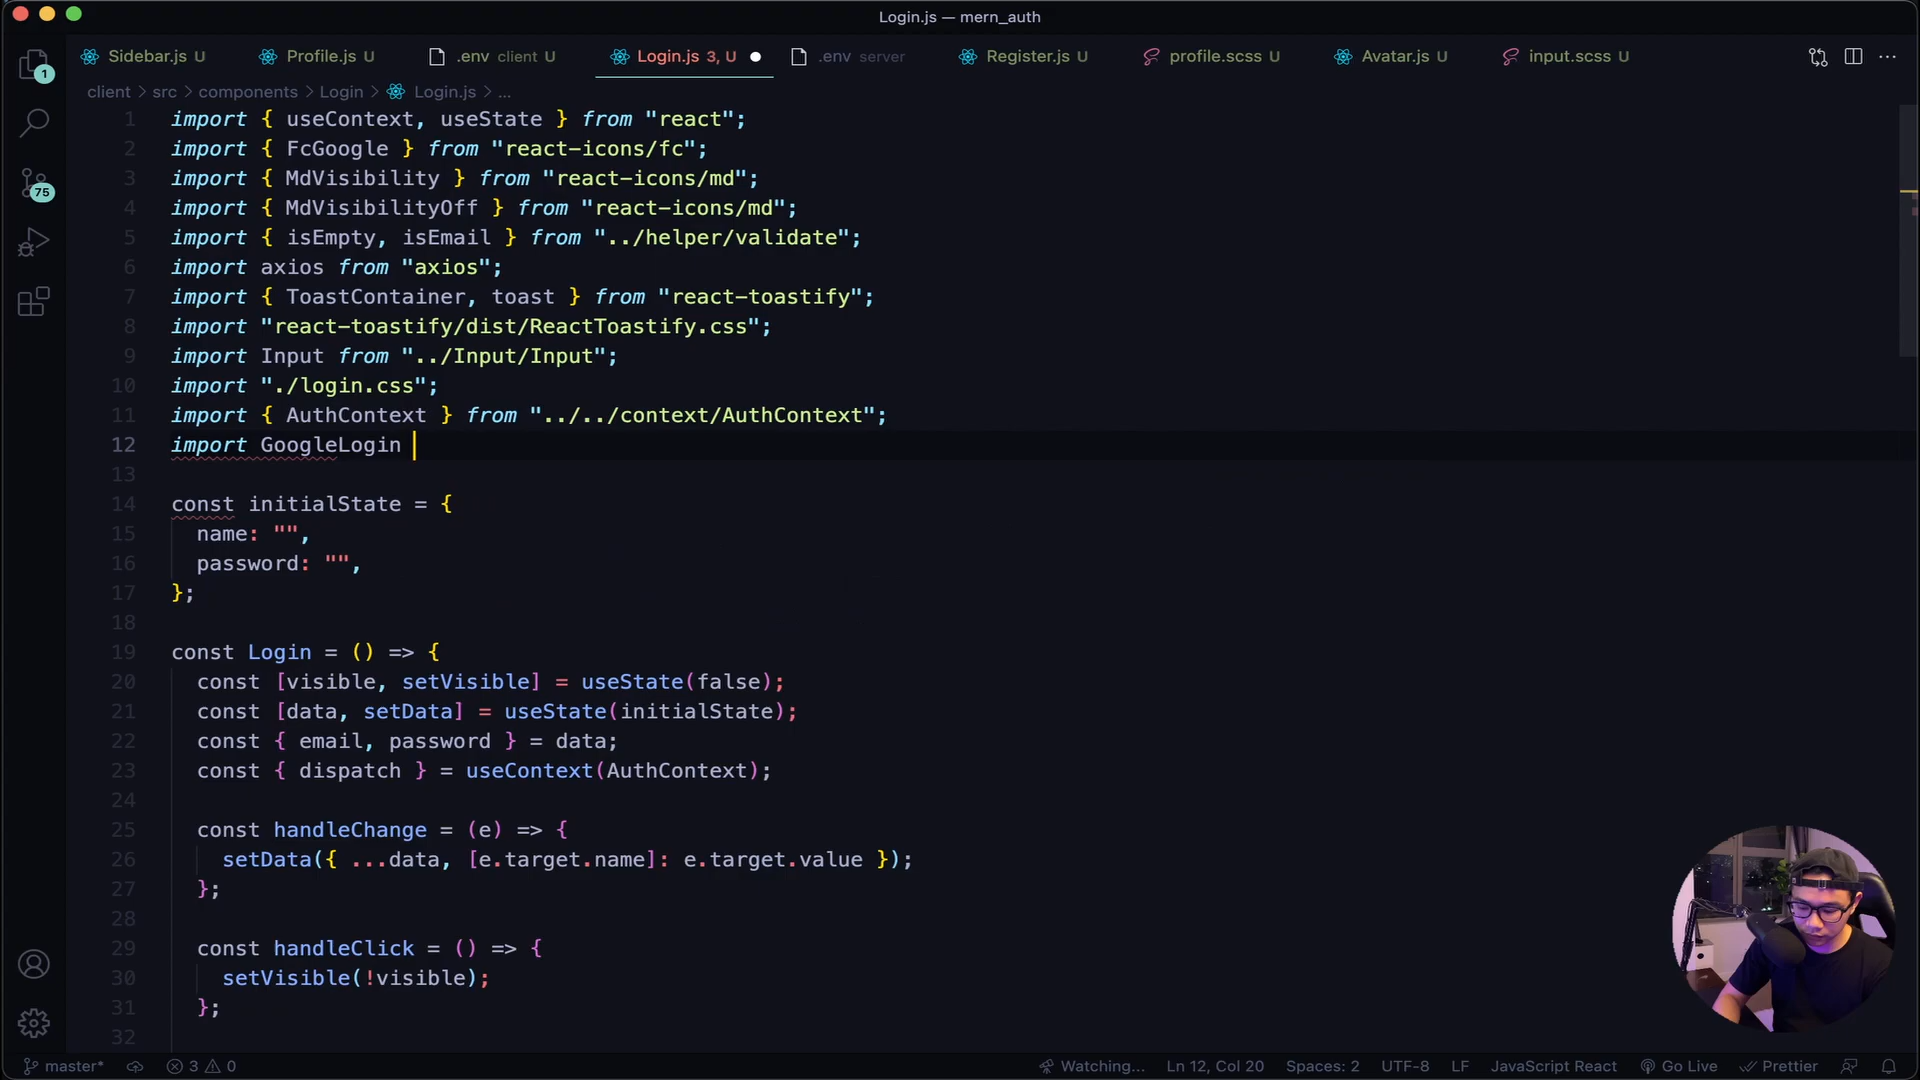 Login.js — mern_auth
Sidebar.js U
Profile.js U
.env client U
Login.js 3, U
.env server
Register.js U
profile.scss U
Avatar.js U
input.scss U
client > src > components > Login > Login.js > ...
1 import { useContext, useState } from "react";
2 import { FcGoogle } from "react-icons/fc";
3 import { MdVisibility } from "react-icons/md";
4 import { MdVisibilityOff } from "react-icons/md";
5 import { isEmpty, isEmail } from "../helper/validate";
6 import axios from "axios";
7 import { ToastContainer, toast } from "react-toastify";
8 import "react-toastify/dist/ReactToastify.css";
9 import Input from "../Input/Input";
10 import "./login.css";
11 import { AuthContext } from "../../context/AuthContext";
12 import GoogleLogin
13
14 const initialState = {
15 name: "",
16 password: "",
17 };
18
19 const Login = () => {
20 const [visible, setVisible] = useState(false);
21 const [data, setData] = useState(initialState);
22 const { email, password } = data;
23 const { dispatch } = useContext(AuthContext);
24
25 const handleChange = (e) => {
26 setData({ ...data, [e.target.name]: e.target.value });
27 };
28
29 const handleClick = () => {
30 setVisible(!visible);
31 };
32
1
75
master*
3
0
Watching...
Ln 12, Col 20
Spaces: 2
UTF-8
LF
JavaScript React
Go Live
Prettier